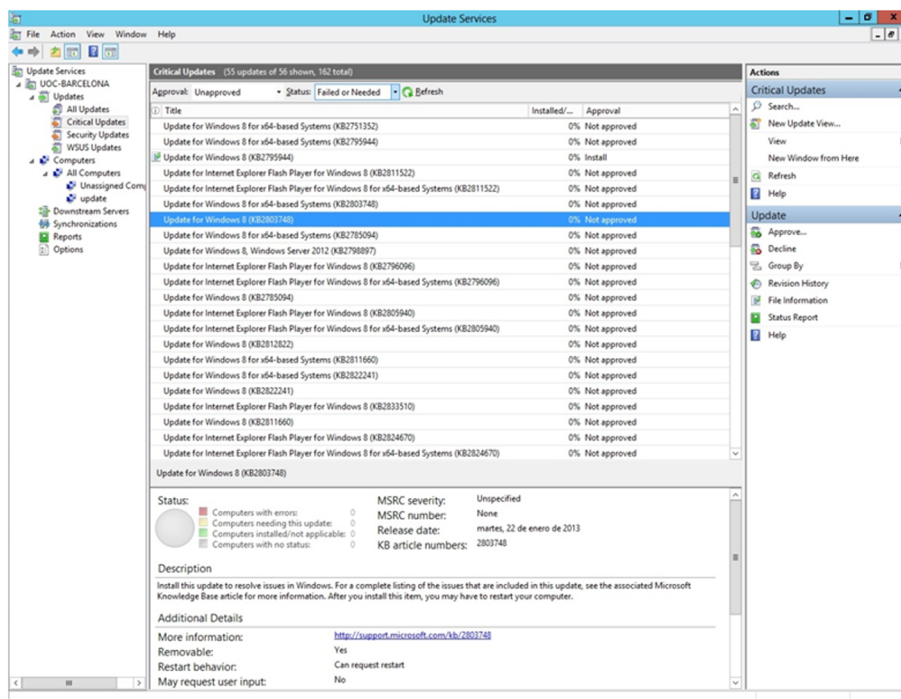 Update Services
File Action View Window Help
Update Services
UOC-BARCELONA
Updates
All Updates
Critical Updates
Security Updates
WSUS Updates
Computers
All Computers
Unassigned Comp
update
Downstream Servers
Synchronizations
Reports
Options
Critical Updates (55 updates of 56 shown, 162 total)
Approval: Unapproved Status: Failed or Needed Refresh
Title Installed/... Approval
Update for Windows 8 for x64-based Systems (KB2751352) 0% Not approved
Update for Windows 8 for x64-based Systems (KB2795944) 0% Not approved
Update for Windows 8 (KB2795944) 0% Install
Update for Internet Explorer Flash Player for Windows 8 (KB2811522) 0% Not approved
Update for Internet Explorer Flash Player for Windows 8 for x64-based Systems (KB2811522) 0% Not approved
Update for Windows 8 for x64-based Systems (KB2803748) 0% Not approved
Update for Windows 8 (KB2803748) 0% Not approved
Update for Windows 8 for x64-based Systems (KB2785094) 0% Not approved
Update for Windows 8, Windows Server 2012 (KB2798897) 0% Not approved
Update for Internet Explorer Flash Player for Windows 8 (KB2796096) 0% Not approved
Update for Internet Explorer Flash Player for Windows 8 for x64-based Systems (KB2796096) 0% Not approved
Update for Windows 8 (KB2785094) 0% Not approved
Update for Internet Explorer Flash Player for Windows 8 (KB2805940) 0% Not approved
Update for Internet Explorer Flash Player for Windows 8 for x64-based Systems (KB2805940) 0% Not approved
Update for Windows 8 (KB2812822) 0% Not approved
Update for Windows 8 for x64-based Systems (KB2811660) 0% Not approved
Update for Windows 8 for x64-based Systems (KB2822241) 0% Not approved
Update for Windows 8 (KB2822241) 0% Not approved
Update for Internet Explorer Flash Player for Windows 8 (KB2833510) 0% Not approved
Update for Windows 8 (KB2811660) 0% Not approved
Update for Internet Explorer Flash Player for Windows 8 (KB2824670) 0% Not approved
Update for Internet Explorer Flash Player for Windows 8 for x64-based Systems (KB2824670) 0% Not approved
Update for Windows 8 (KB2803748)
Status:
Computers with errors: 0
Computers needing this update: 0
Computers installed/not applicable: 0
Computers with no status: 0
MSRC severity: Unspecified
MSRC number: None
Release date: martes, 22 de enero de 2013
KB article numbers: 2803748
Description
Install this update to resolve issues in Windows. For a complete listing of the issues that are included in this update, see the associated Microsoft
Knowledge Base article for more information. After you install this item, you may have to restart your computer.
Additional Details
More information: http://support.microsoft.com/kb/2803748
Removable: Yes
Restart behavior: Can request restart
May request user input: No
Actions
Critical Updates
Search...
New Update View...
View
New Window from Here
Refresh
Help
Update
Approve...
Decline
Group By
Revision History
File Information
Status Report
Help